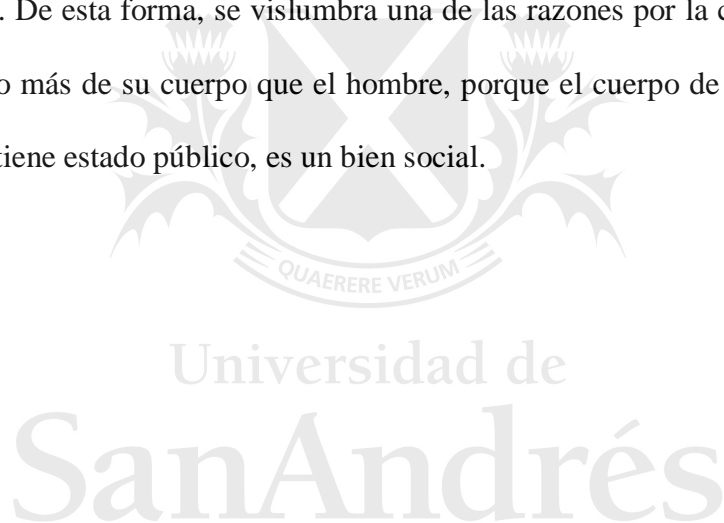 . De esta forma, se vislumbra una de las razones por la
o más de su cuerpo que el hombre, porque el cuerpo de
tiene estado público, es un bien social.
QUAERERE VERUM
Universidad de
SanAndrés